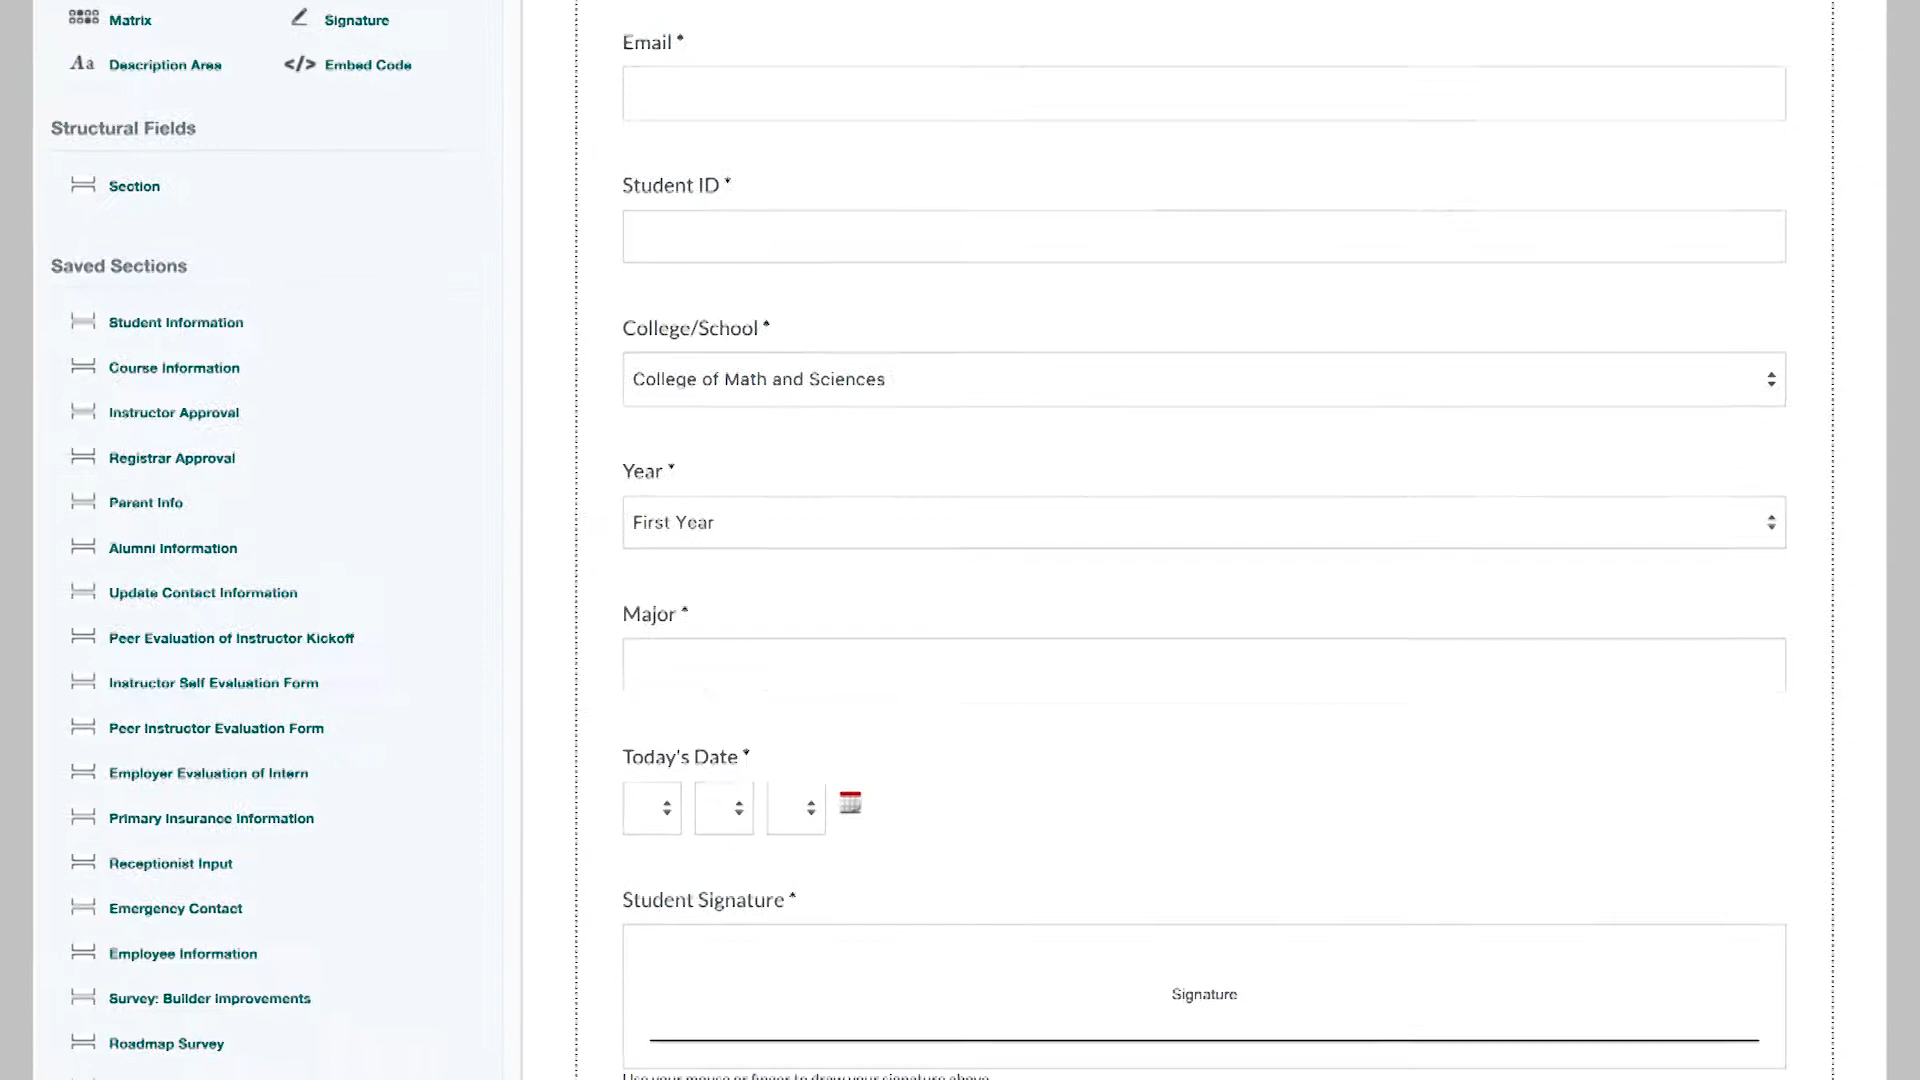 Matrix
Signature
Aa Description Area
</> Embed Code
Structural Fields
Section
Saved Sections
Student Information
Course Information
Instructor Approval
Registrar Approval
Parent Info
Alumni Information
Update Contact Information
Peer Evaluation of Instructor Kickoff
Instructor Self Evaluation Form
Peer Instructor Evaluation Form
Employer Evaluation of Intern
Primary Insurance Information
Receptionist Input
Emergency Contact
Employee Information
Survey: Builder Improvements
Roadmap Survey
Email *
Student ID *
College/School *
College of Math and Sciences
Year *
First Year
Major *
Today's Date *
Student Signature *
Signature
Use your mouse or finger to draw your signature above